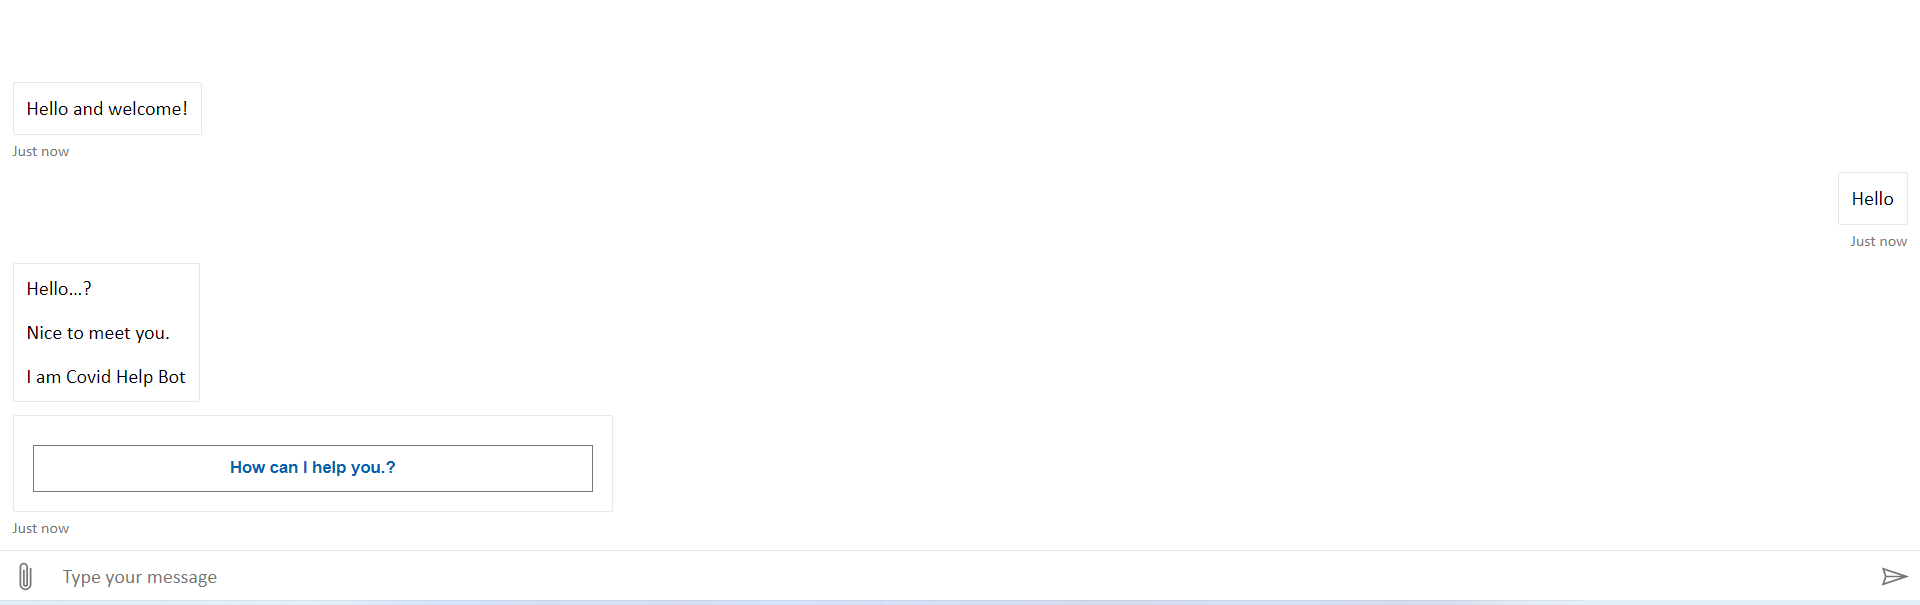 Hello and welcome!
Just now
Hello
Just now
Hello...?
Nice to meet you.
I am Covid Help Bot
How can I help you.?
Just now
Type your message